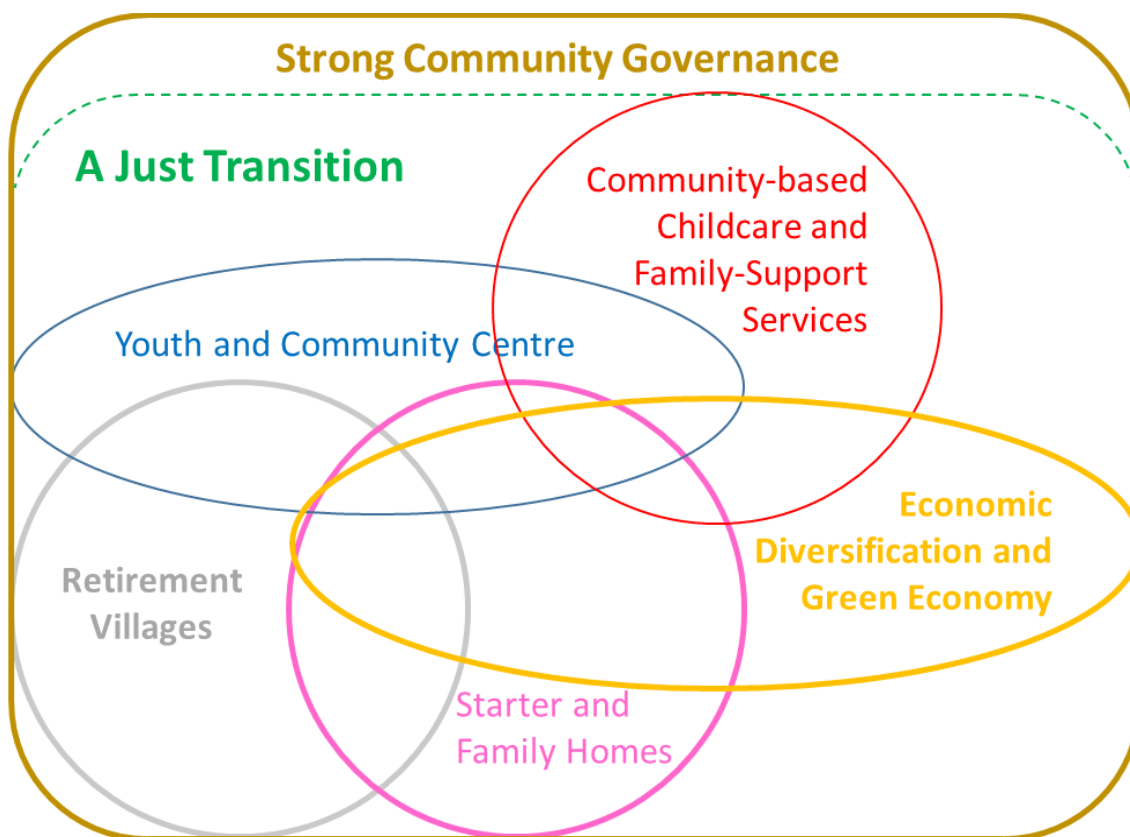 Strong Community Governance
A Just Transition
Community-based
Childcare and
Family-Support
Services
Youth and Community Centre
Economic
Diversification and
Green Economy
Retirement
Villages
Starter and
Family Homes